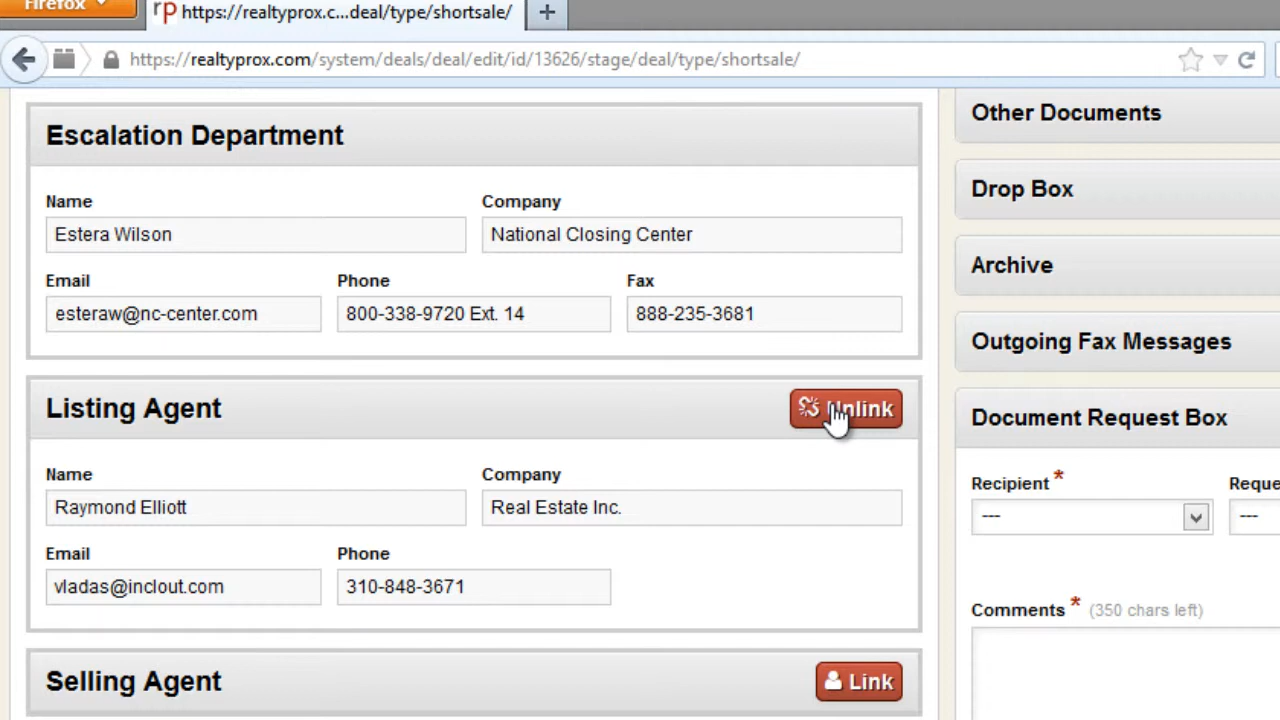 Firefox
rp https://realtyprox.c...deal/type/shortsale/
https://realtyprox.com/system/deals/deal/edit/id/13626/stage/deal/type/shortsale/
Escalation Department
Name Company
Estera Wilson National Closing Center
Email Phone Fax
esteraw@nc-center.com 800-338-9720 Ext. 14 888-235-3681
Listing Agent Unlink
Name Company
Raymond Elliott Real Estate Inc.
Email Phone
vladas@inclout.com 310-848-3671
Selling Agent Link
Other Documents
Drop Box
Archive
Outgoing Fax Messages
Document Request Box
Recipient * Reque
--- ---
Comments * (350 chars left)